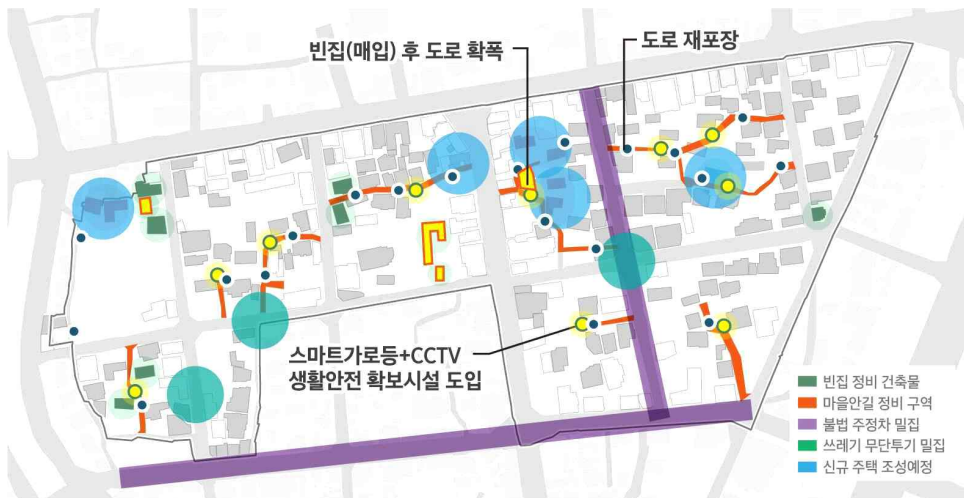 빈집(매입) 후 도로 확폭
도로 재포장
스마트가로등+CCTV
생활안전 확보시설 도입
빈집 정비 건축물
마을안길 정비 구역
불법 주정차 밀집
쓰레기 무단투기 밀집
신규 주택 조성예정